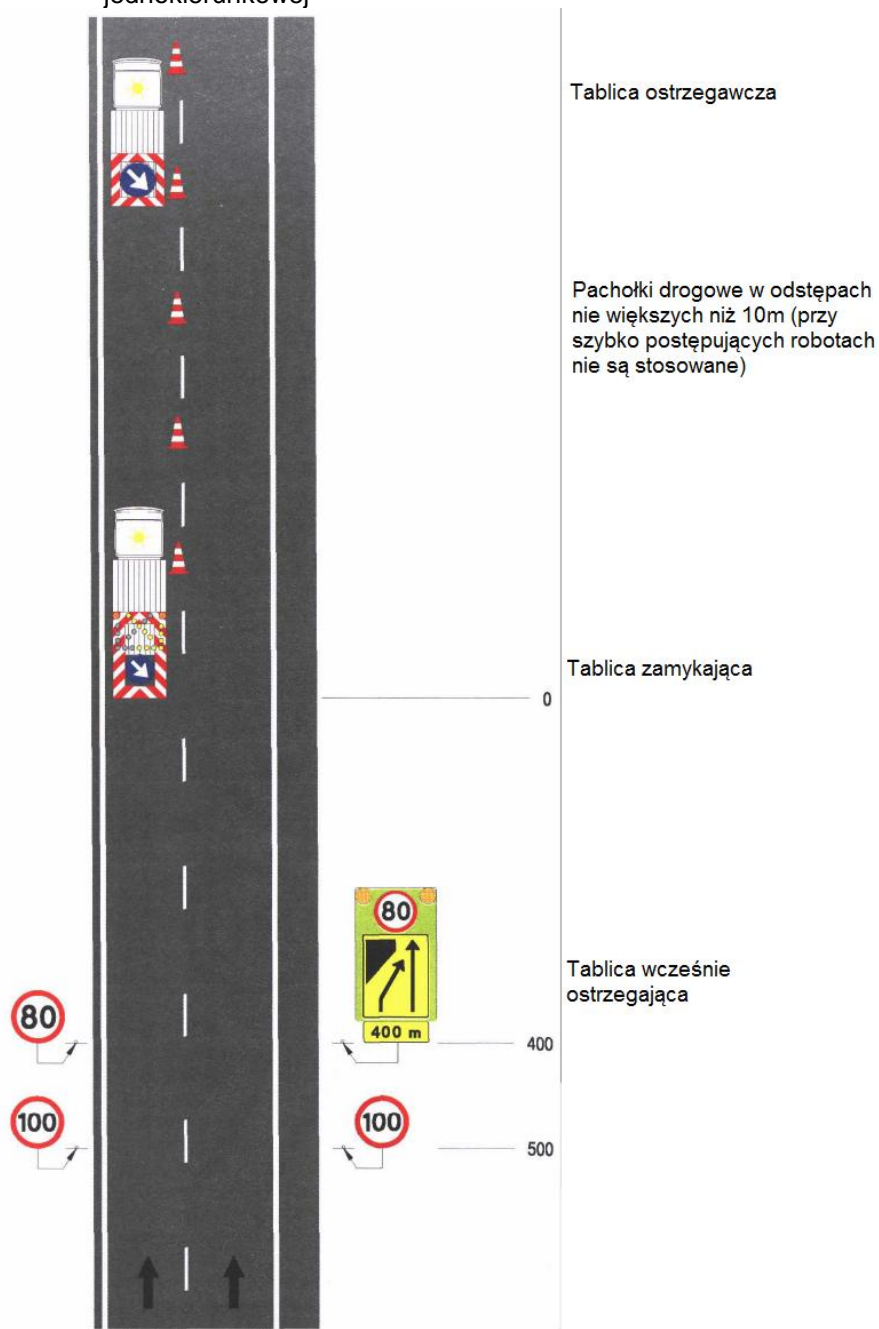 jednokierunkowej
Tablica ostrzegawcza
Pachołki drogowe w odstępach
nie większych niż 10m (przy
szybko postępujących robotach
nie są stosowane)
Tablica zamykająca
0
80
Tablica wcześnie
ostrzegająca
80
400 m
400
100
100
500